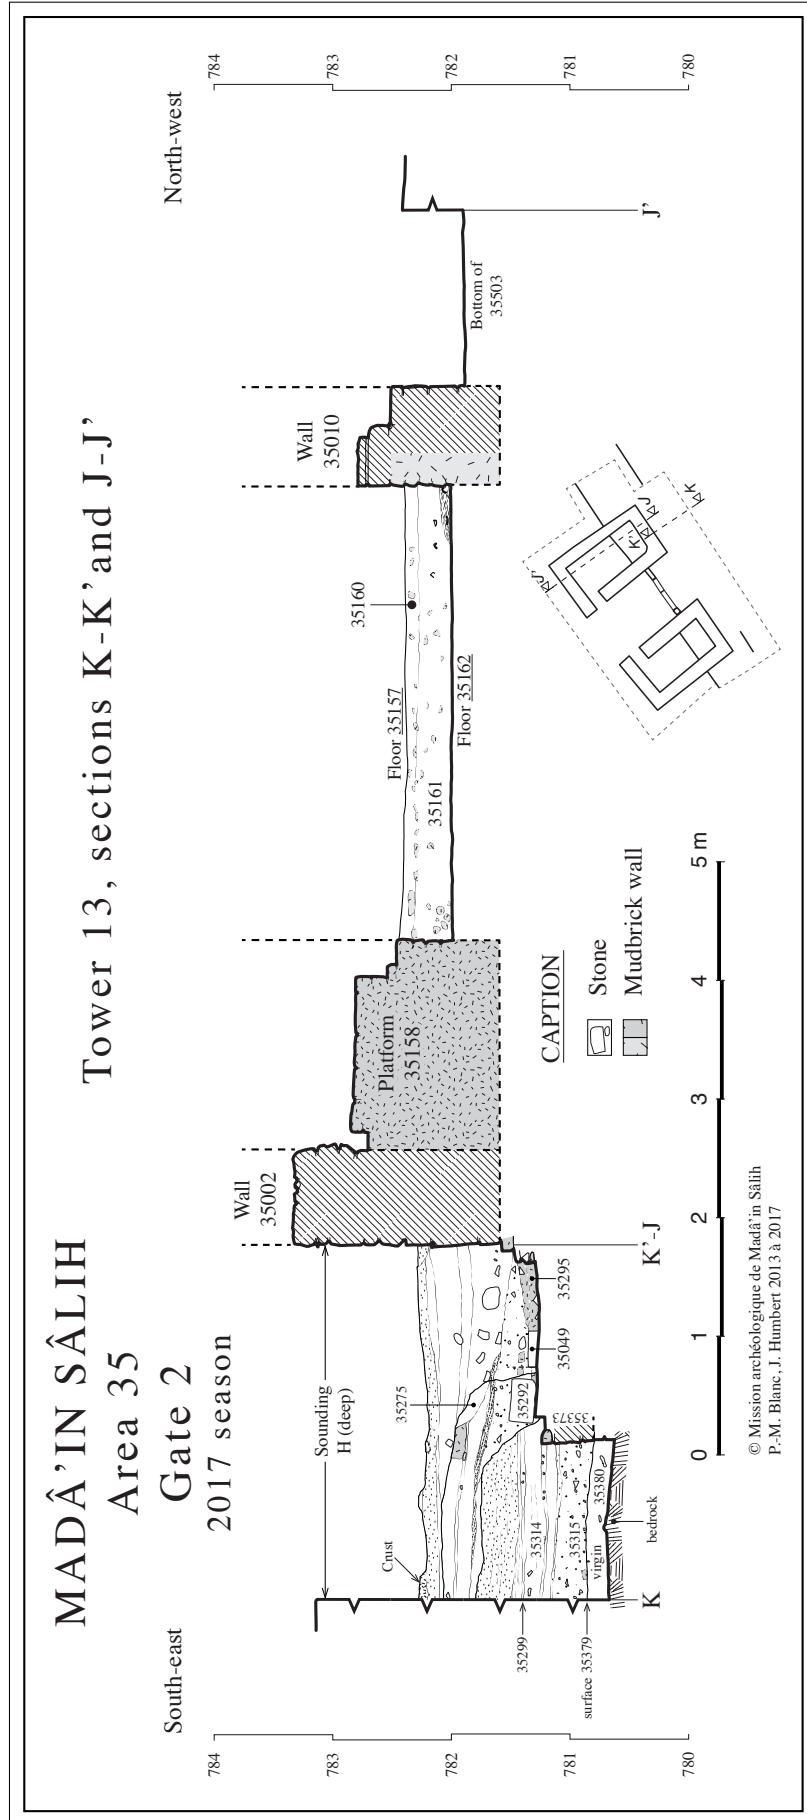 MADÂ’IN SÂLIH
Area 35
Gate 2
2017 season
Tower 13, sections K-K’ and J-J’
South-east
North-west
784
783
782
781
780
784
783
782
781
780
Sounding
H (deep)
Crust
35275
35299
surface 35379
35314
35315
virgin
35380
bedrock
35373
35292
35049
35295
K
K’-J
Wall
35002
Platform
35158
Floor 35157
35160
35161
Floor 35162
Wall
35010
Bottom of
35503
J’
CAPTION
Stone
Mudbrick wall
J’
K’
J
K
0
1
2
3
4
5 m
© Mission archéologique de Madâ’in Sâlih
P.-M. Blanc, J. Humbert 2013 à 2017